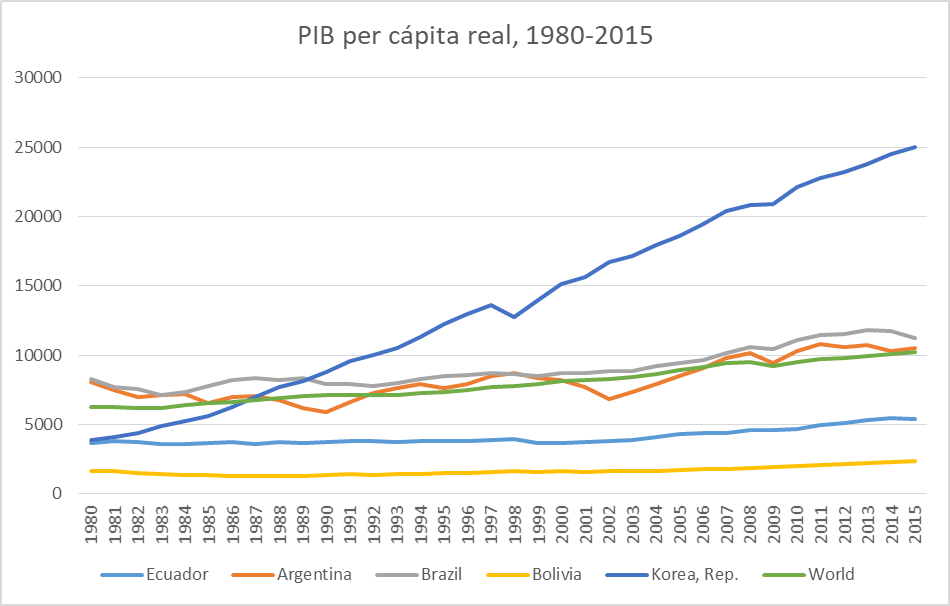 PIB per cápita real, 1980-2015
30000
25000
20000
15000
10000
5000
0
1980 1981 1982 1983 1984 1985 1986 1987 1988 1989 1990 1991 1992 1993 1994 1995 1996 1997 1998 1999 2000 2001 2002 2003 2004 2005 2006 2007 2008 2009 2010 2011 2012 2013 2014 2015
Ecuador Argentina Brazil Bolivia Korea, Rep. World